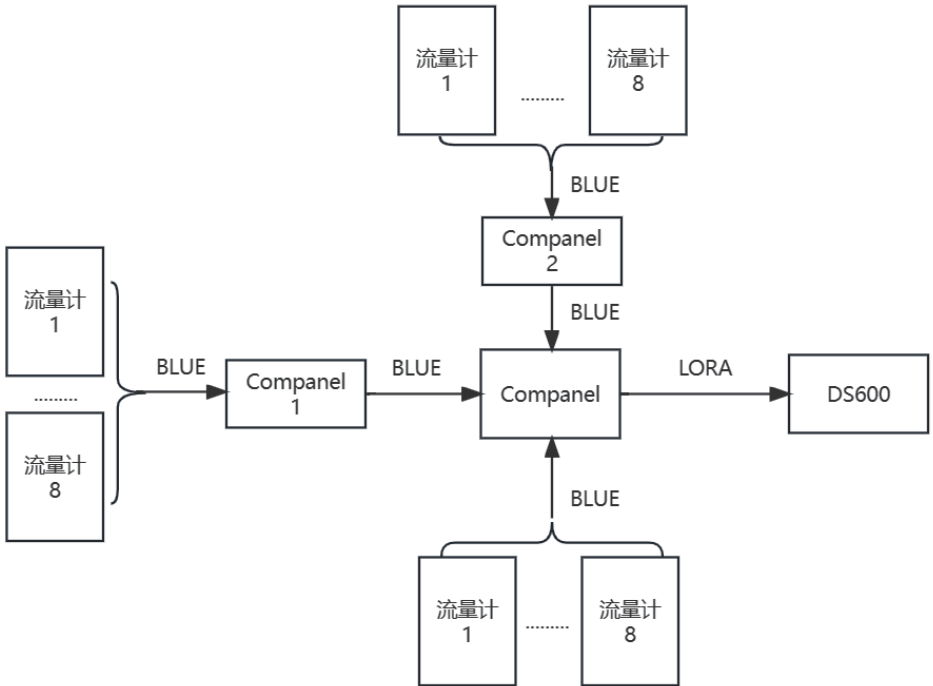 流量计
1
.........
流量计
8
BLUE
Companel
2
BLUE
流量计
1
.........
流量计
8
BLUE
Companel
1
BLUE
Companel
LORA
DS600
BLUE
流量计
1
.........
流量计
8